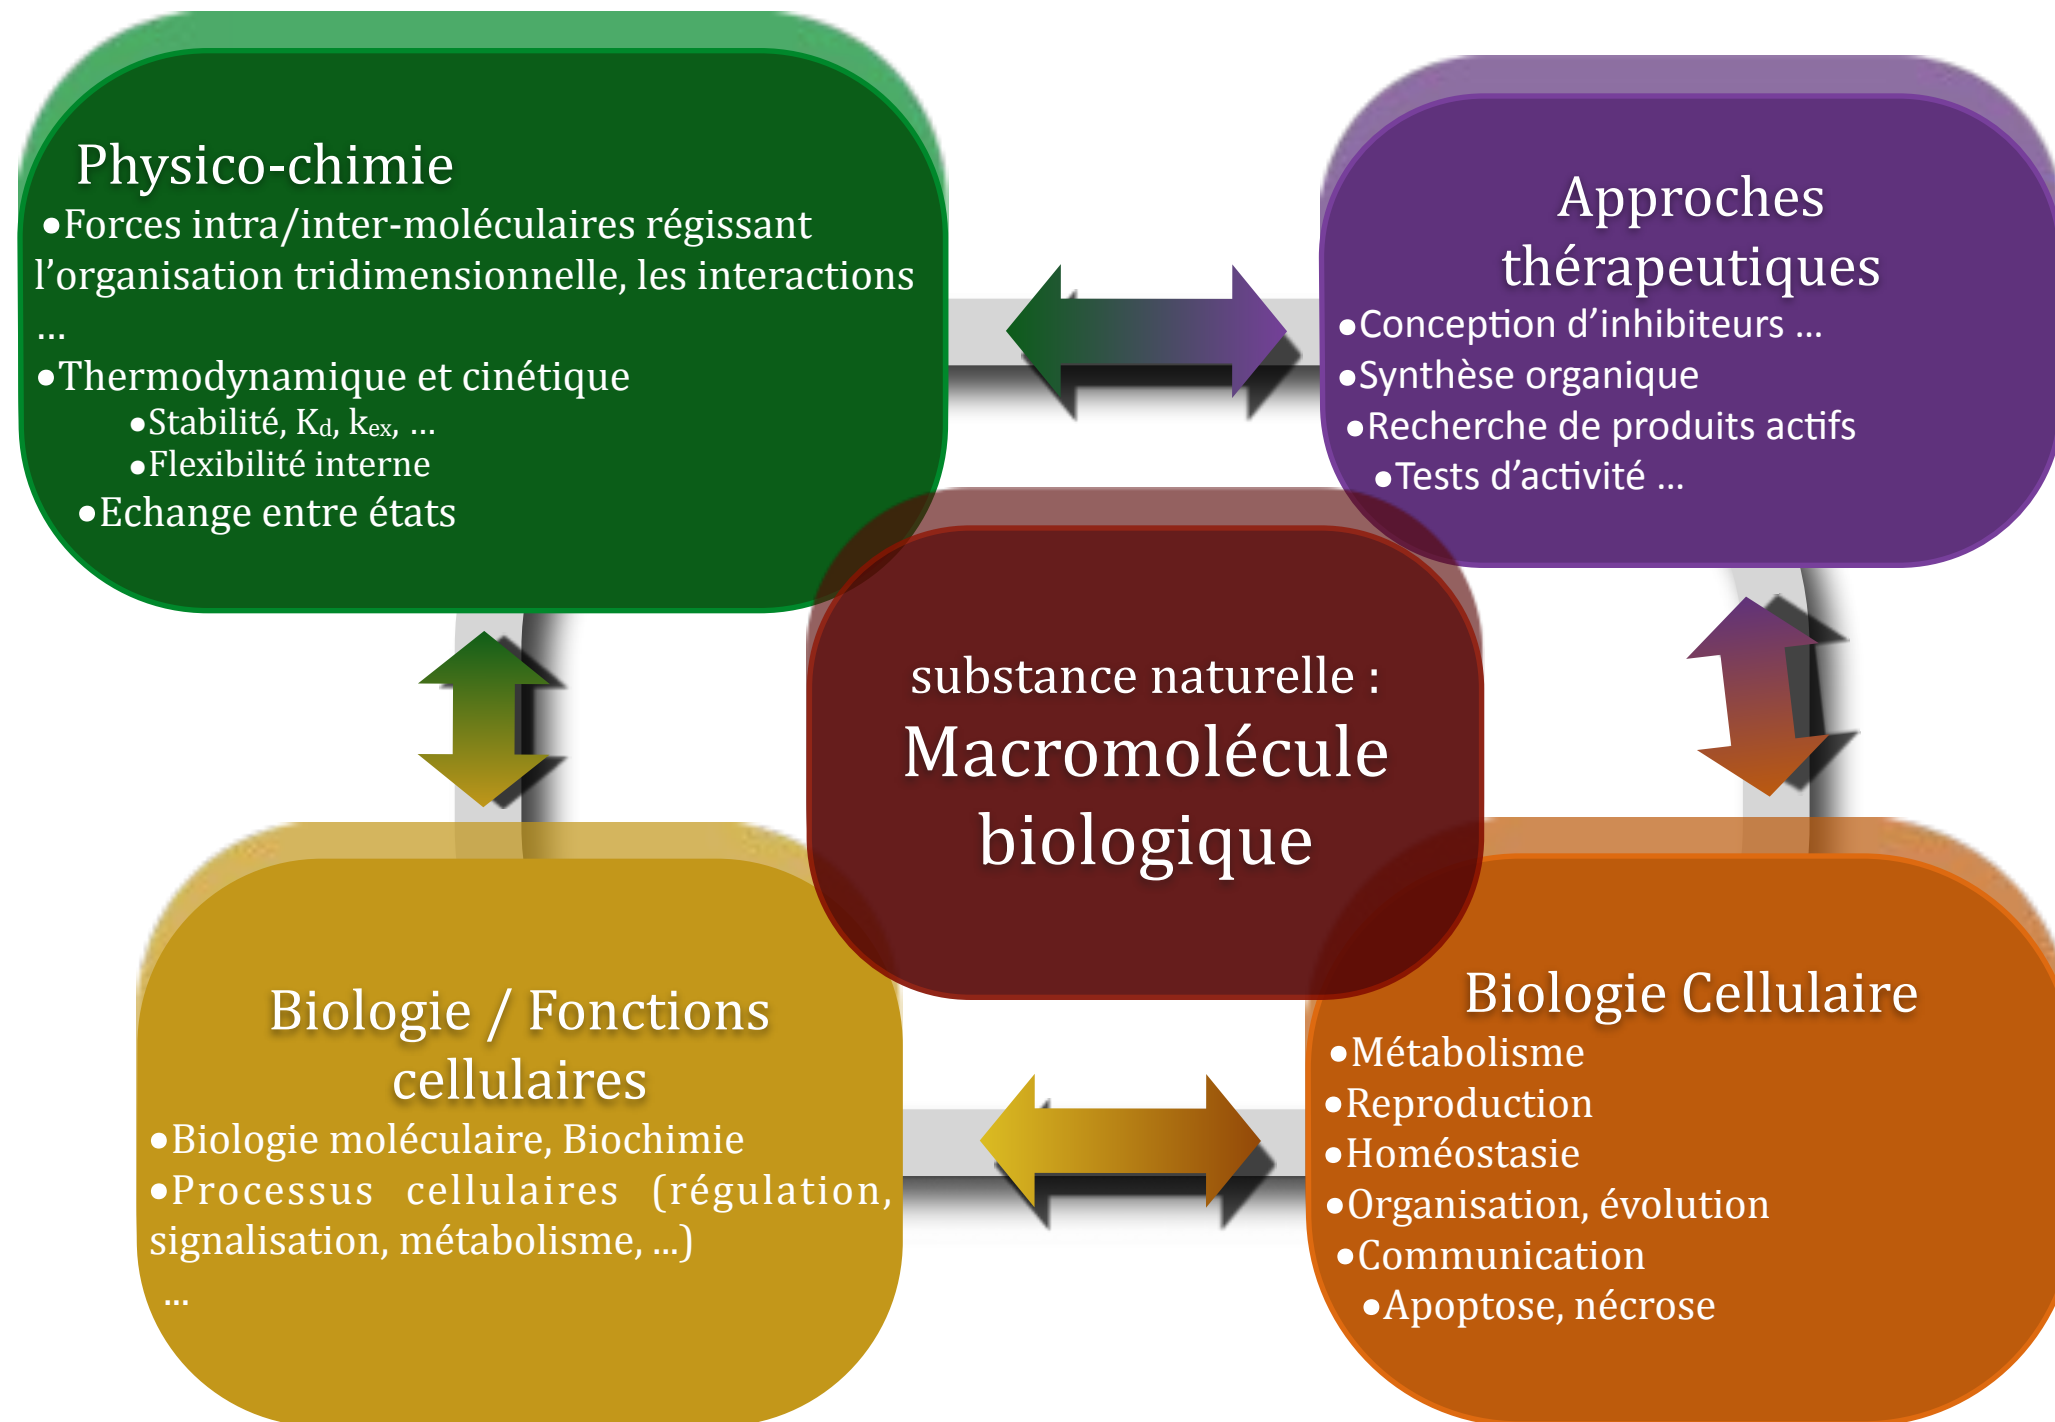 Physico-chimie
•Forces intra/inter-moléculaires régissant
l’organisation tridimensionnelle, les interactions
...
•Thermodynamique et cinétique
•Stabilité, Kd, kex, ...
•Flexibilité interne
•Echange entre états
Approches
thérapeutiques
•Conception d’inhibiteurs ...
•Synthèse organique
•Recherche de produits actifs
•Tests d’activité ...
substance naturelle :
Macromolécule
biologique
Biologie / Fonctions
cellulaires
•Biologie moléculaire, Biochimie
•Processus cellulaires (régulation,
signalisation, métabolisme, ...)
...
Biologie Cellulaire
•Métabolisme
•Reproduction
•Homéostasie
•Organisation, évolution
•Communication
•Apoptose, nécrose